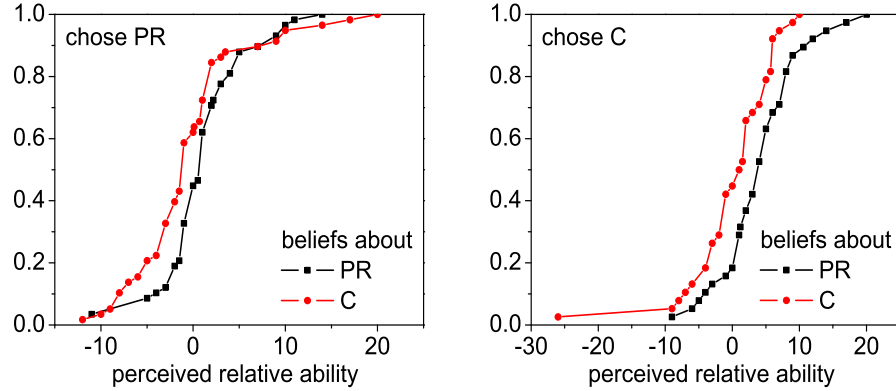 1.0
0.8
0.6
0.4
0.2
0.0
chose PR
beliefs about
PR
C
-10 0 10 20
perceived relative ability
1.0
0.8
0.6
0.4
0.2
0.0
chose C
beliefs about
PR
C
-30 -20 -10 0 10 20
perceived relative ability